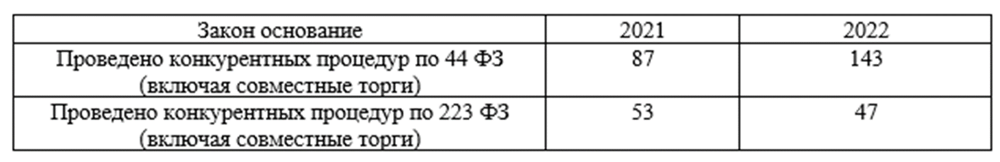 Закон основание 2021 2022
Проведено конкурентных процедур по 44 ФЗ 87 143
(включая совместные торги)
Проведено конкурентных процедур по 223 ФЗ 53 47
(включая совместные торги)